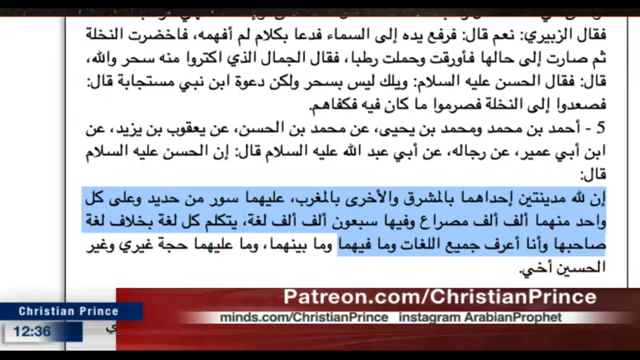 فقال الزبيري: نعم قال: فرفع يده إلى السماء فدعا بكلام لم أفهمه، فاخضرت النخلة
ثم صارت إلى حالها فأورقت وحملت رطبا، فقال الجمال الذي اكتروا منه سحر والله،
قال: فقال الحسن عليه السلام: ويلك ليس بسحر ولكن دعوة ابن نبي مستجابة قال:
فصعدوا إلى النخلة فصرموا ما كان فيه فكفاهم.
5 - أحمد بن محمد ومحمد بن يحيى، عن محمد بن الحسن، عن يعقوب بن يزيد، عن
ابن أبي عمير، عن رجاله، عن أبي عبد الله عليه السلام قال: إن الحسن عليه السلام
قال:
إن لله مدينتين إحداهما بالمشرق والأخرى بالمغرب، عليهما سور من حديد وعلى كل
واحد منهما ألف ألف مصراع وفيها سبعون ألف ألف لغة، يتكلم كل لغة بخلاف لغة
صاحبها وأنا أعرف جميع اللغات وما فيهما وما بينهما، وما عليهما حجة غيري وغير
الحسين أخي.
Patreon.com/ChristianPrince
Christian Prince
minds.com/ChristianPrince instagram ArabianProphet
12:36